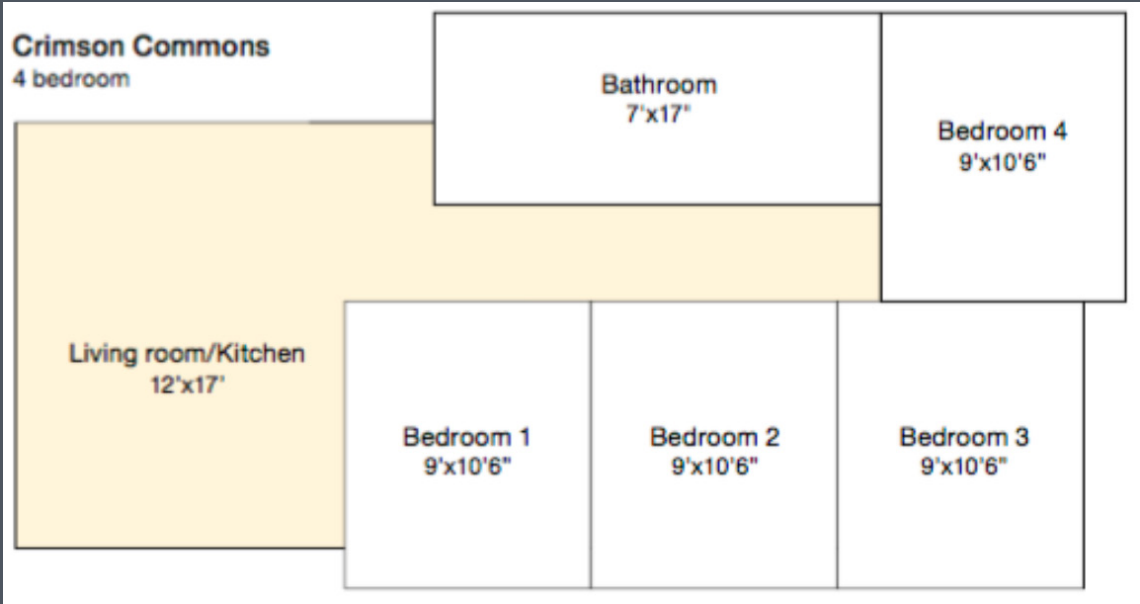 Crimson Commons
4 bedroom
Bathroom
7'x17"
Bedroom 4
9'x10'6"
Living room/Kitchen
12'x17'
Bedroom 1
9'x10'6"
Bedroom 2
9'x10'6"
Bedroom 3
9'x10'6"